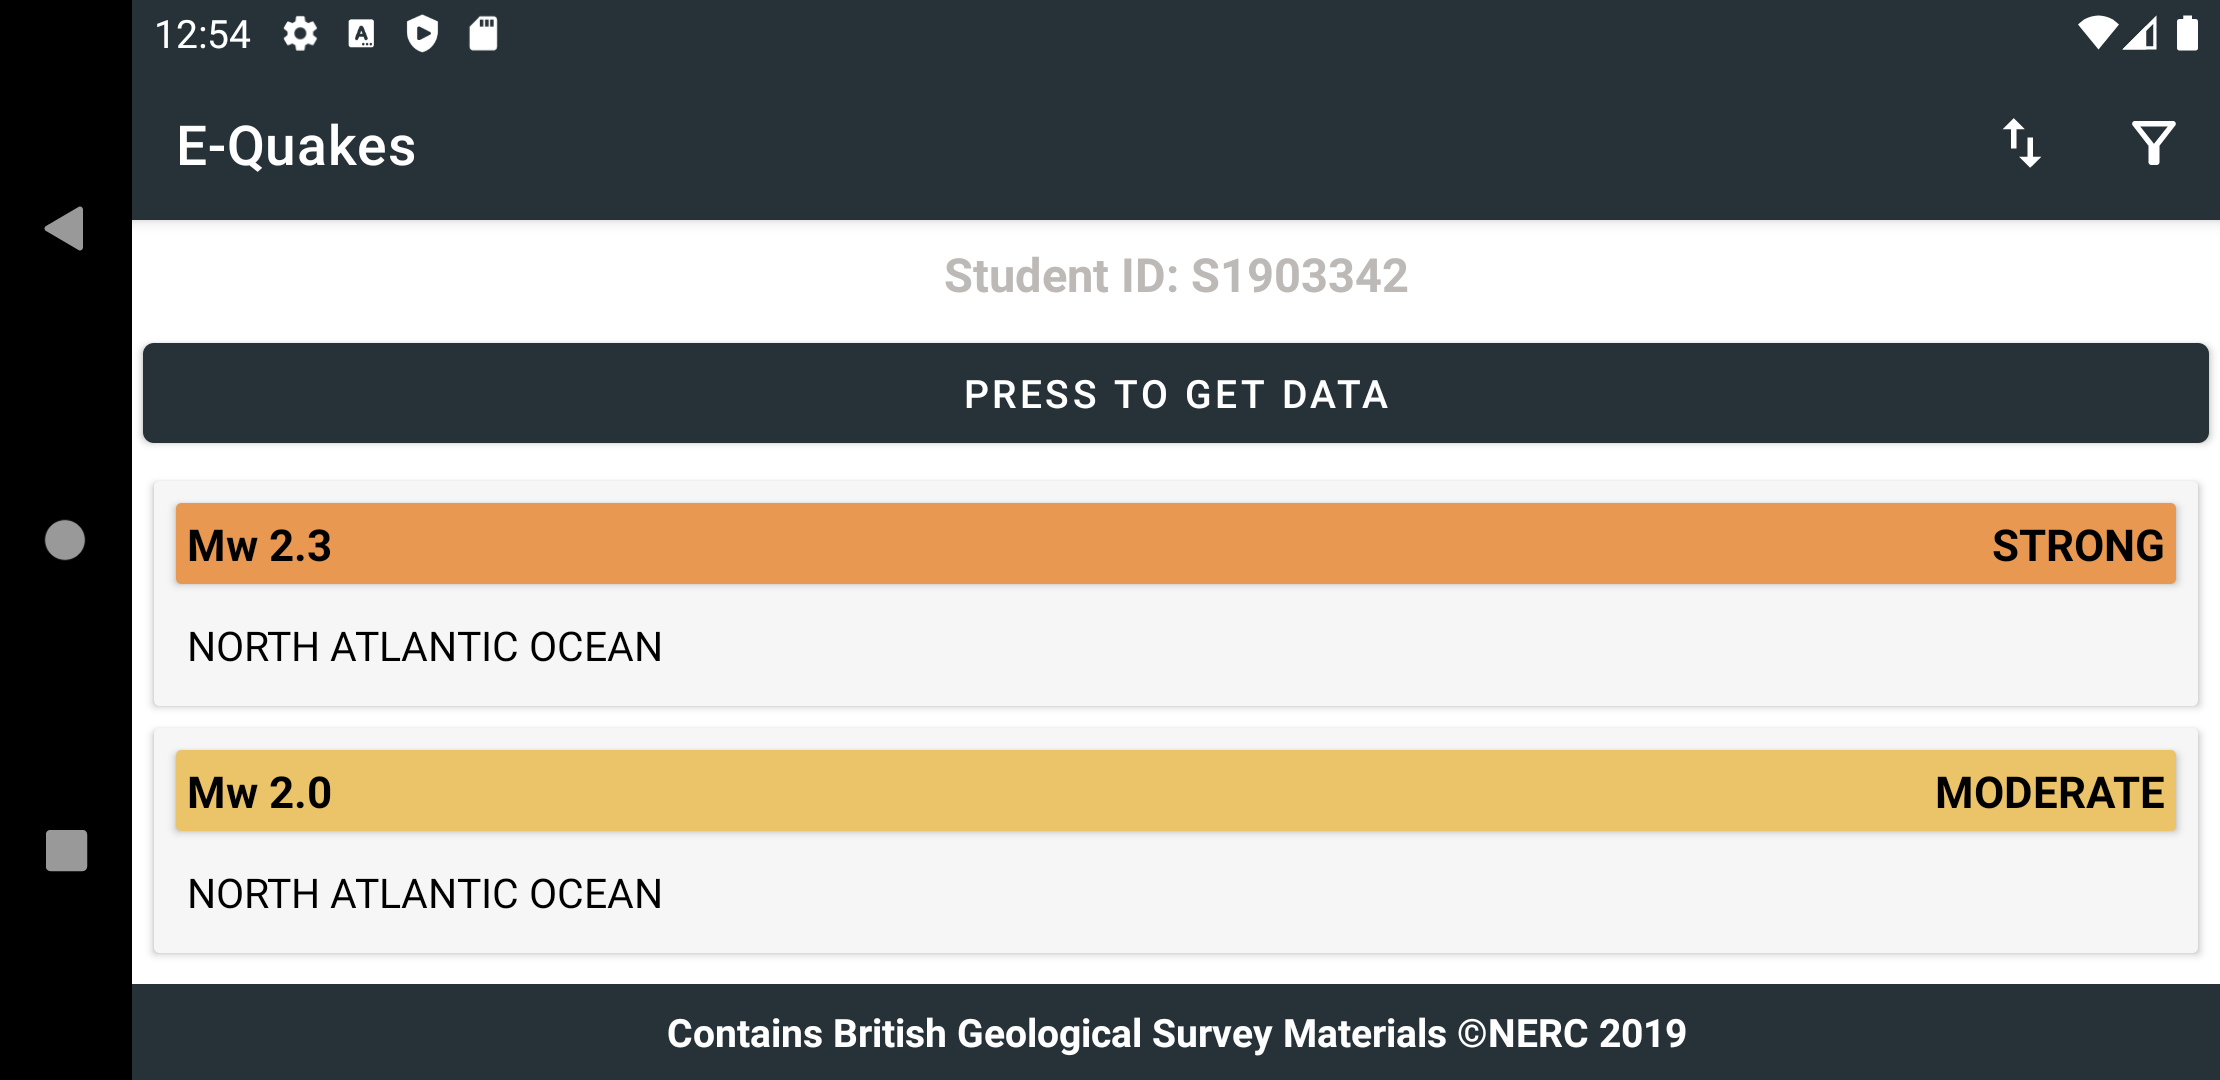 12:54
E-Quakes
Student ID: S1903342
PRESS TO GET DATA
Mw 2.3 STRONG
NORTH ATLANTIC OCEAN
Mw 2.0 MODERATE
NORTH ATLANTIC OCEAN
Contains British Geological Survey Materials ©NERC 2019